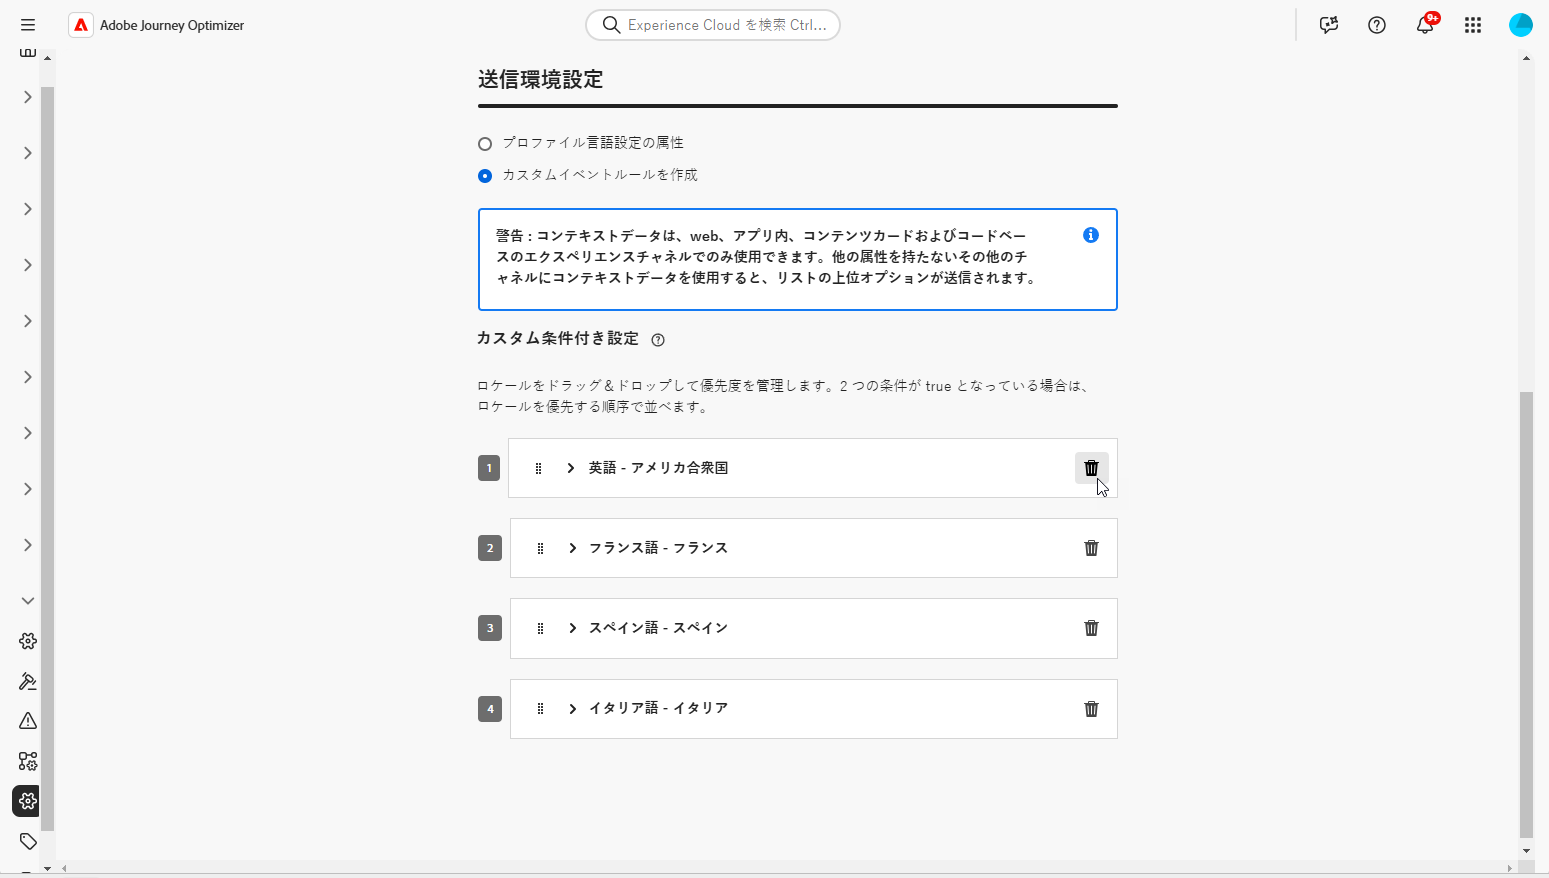 Adobe Journey Optimizer
Experience Cloud を検索 Ctrl...
9+
送信環境設定
プロファイル言語設定の属性
カスタムイベントルールを作成
警告 : コンテキストデータは、web、アプリ内、コンテンツカードおよびコードベー
スのエクスペリエンスチャネルでのみ使用できます。他の属性を持たないその他のチ
ャネルにコンテキストデータを使用すると、リストの上位オプションが送信されます。
カスタム条件付き設定
ロケールをドラッグ＆ドロップして優先度を管理します。2 つの条件が true となっている場合は、
ロケールを優先する順序で並べます。
1 英語 - アメリカ合衆国
2 フランス語 - フランス
3 スペイン語 - スペイン
4 イタリア語 - イタリア